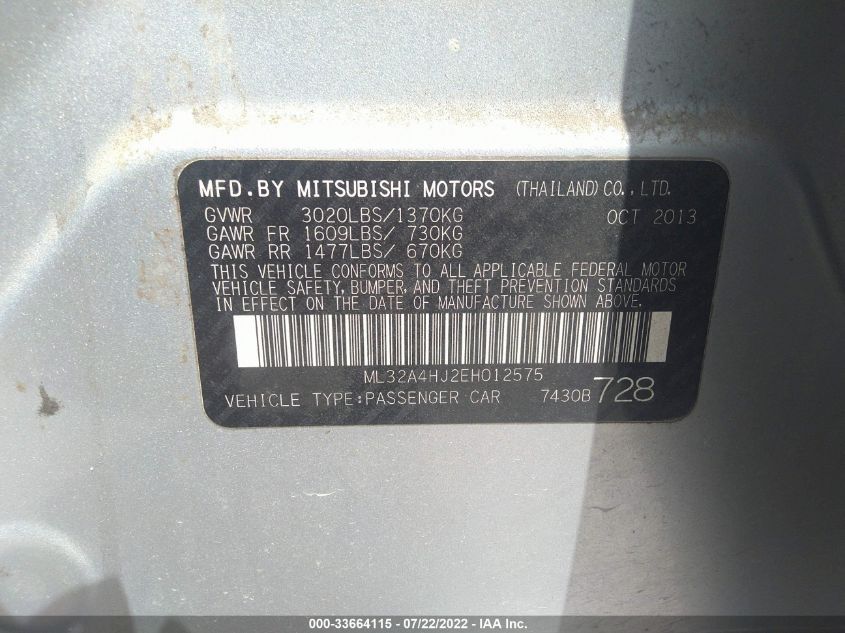 MFD.BY MITSUBISHI MOTORS (THAILAND) CO., LTD.
GVWR 3020LBS/1370KG OCT 2013
GAWR FR 1609LBS/ 730KG
GAWR RR 1477LBS/ 670KG
THIS VEHICLE CONFORMS TO ALL APPLICABLE FEDERAL MOTOR
VEHICLE SAFETY, BUMPER, AND THEFT PREVENTION STANDARDS
IN EFFECT ON THE DATE OF MANUFACTURE SHOWN ABOVE.
ML32A4HJ2EH012575
VEHICLE TYPE:PASSENGER CAR 7430B 728
000-33664115 - 07/22/2022 - IAA Inc.